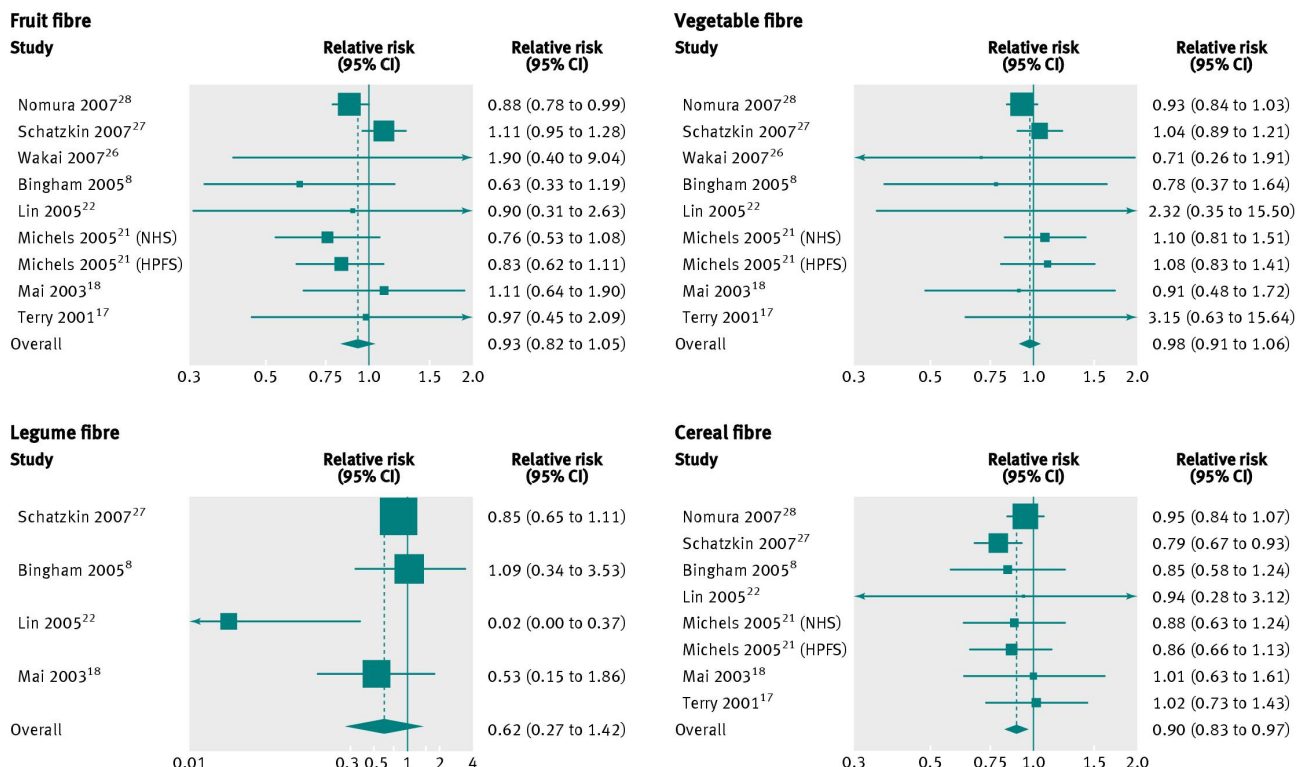 Fruit fibre
Study Relative risk (95% CI) Relative risk (95% CI)
Nomura 2007²⁸ 0.88 (0.78 to 0.99)
Schatzkin 2007²⁷ 1.11 (0.95 to 1.28)
Wakai 2007²⁶ 1.90 (0.40 to 9.04)
Bingham 2005⁸ 0.63 (0.33 to 1.19)
Lin 2005²² 0.90 (0.31 to 2.63)
Michels 2005²¹ (NHS) 0.76 (0.53 to 1.08)
Michels 2005²¹ (HPFS) 0.83 (0.62 to 1.11)
Mai 2003¹⁸ 1.11 (0.64 to 1.90)
Terry 2001¹⁷ 0.97 (0.45 to 2.09)
Overall 0.93 (0.82 to 1.05)
0.3 0.5 0.75 1.0 1.5 2.0
Vegetable fibre
Study Relative risk (95% CI) Relative risk (95% CI)
Nomura 2007²⁸ 0.93 (0.84 to 1.03)
Schatzkin 2007²⁷ 1.04 (0.89 to 1.21)
Wakai 2007²⁶ 0.71 (0.26 to 1.91)
Bingham 2005⁸ 0.78 (0.37 to 1.64)
Lin 2005²² 2.32 (0.35 to 15.50)
Michels 2005²¹ (NHS) 1.10 (0.81 to 1.51)
Michels 2005²¹ (HPFS) 1.08 (0.83 to 1.41)
Mai 2003¹⁸ 0.91 (0.48 to 1.72)
Terry 2001¹⁷ 3.15 (0.63 to 15.64)
Overall 0.98 (0.91 to 1.06)
0.3 0.5 0.75 1.0 1.5 2.0
Legume fibre
Study Relative risk (95% CI) Relative risk (95% CI)
Schatzkin 2007²⁷ 0.85 (0.65 to 1.11)
Bingham 2005⁸ 1.09 (0.34 to 3.53)
Lin 2005²² 0.02 (0.00 to 0.37)
Mai 2003¹⁸ 0.53 (0.15 to 1.86)
Overall 0.62 (0.27 to 1.42)
0.01 0.3 0.5 1 2 4
Cereal fibre
Study Relative risk (95% CI) Relative risk (95% CI)
Nomura 2007²⁸ 0.95 (0.84 to 1.07)
Schatzkin 2007²⁷ 0.79 (0.67 to 0.93)
Bingham 2005⁸ 0.85 (0.58 to 1.24)
Lin 2005²² 0.94 (0.28 to 3.12)
Michels 2005²¹ (NHS) 0.88 (0.63 to 1.24)
Michels 2005²¹ (HPFS) 0.86 (0.66 to 1.13)
Mai 2003¹⁸ 1.01 (0.63 to 1.61)
Terry 2001¹⁷ 1.02 (0.73 to 1.43)
Overall 0.90 (0.83 to 0.97)
0.3 0.5 0.75 1.0 1.5 2.0